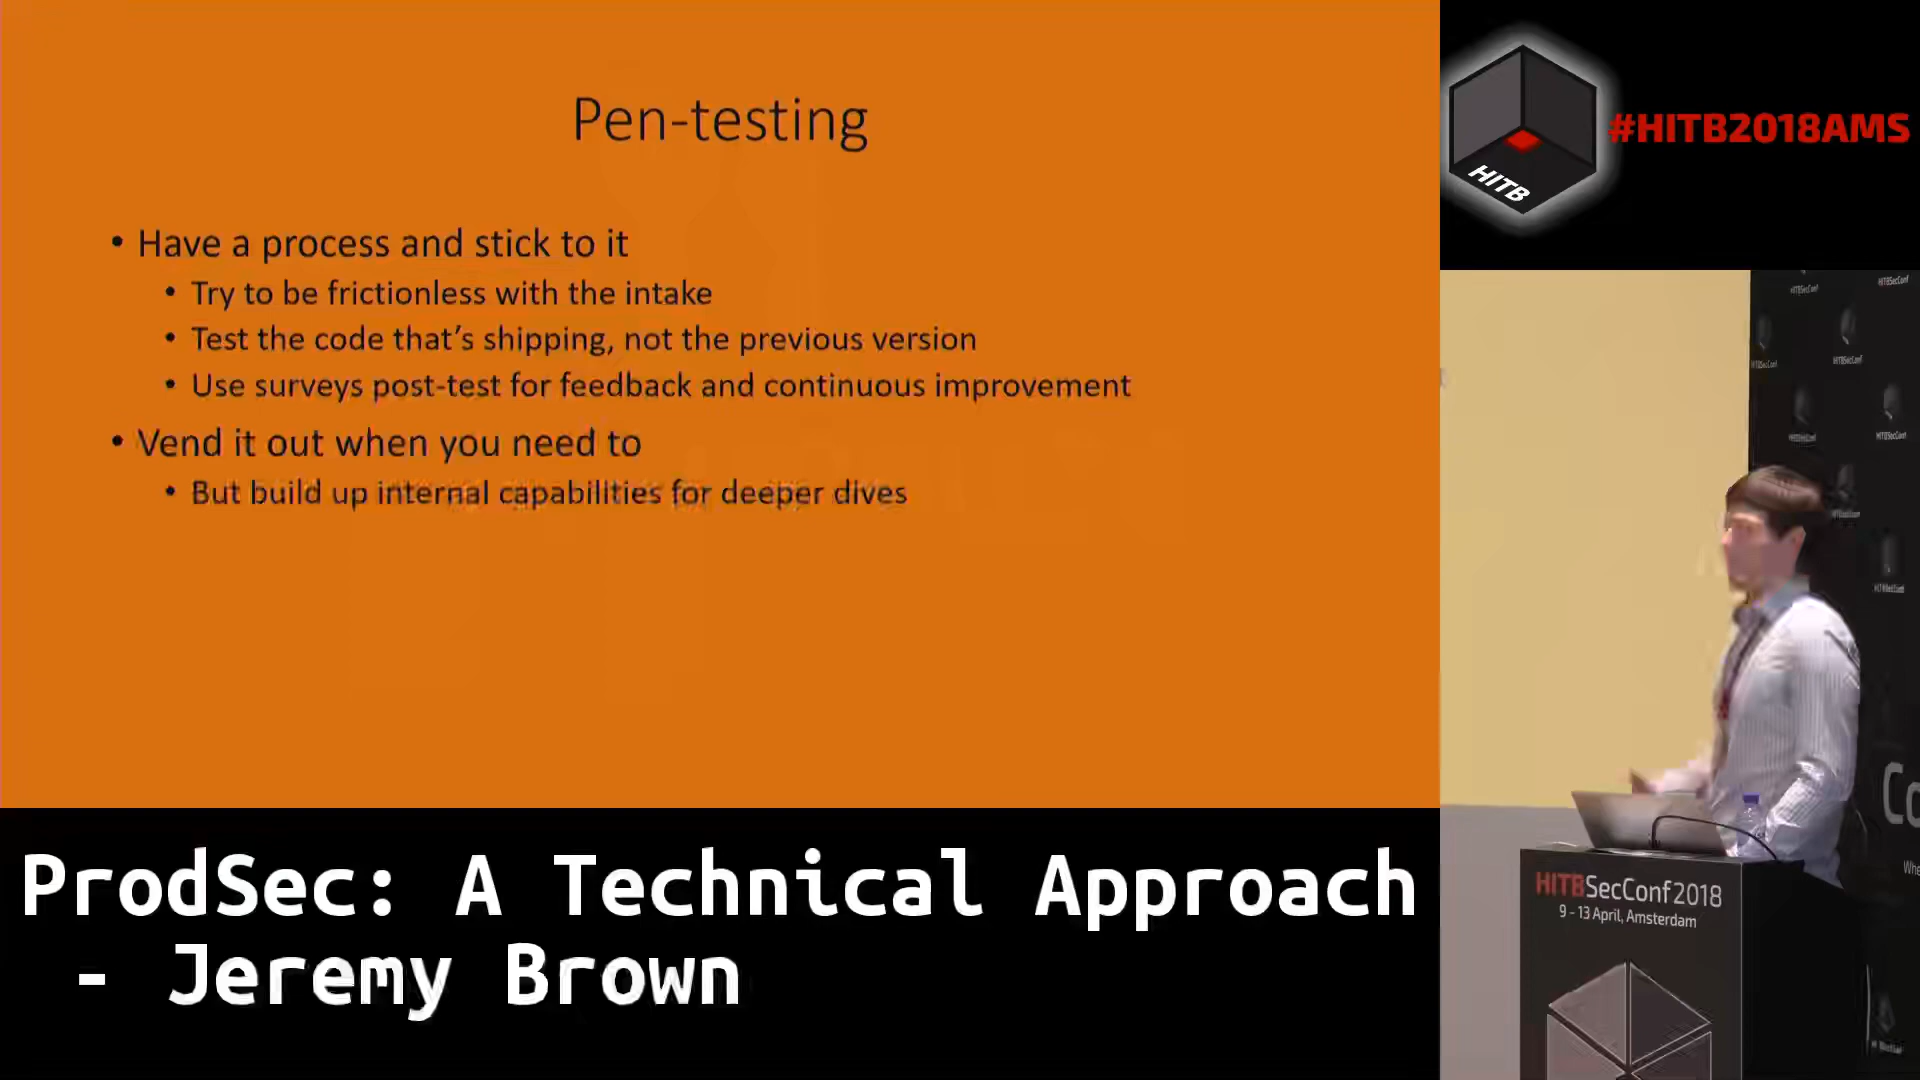 Pen-testing
• Have a process and stick to it
• Try to be frictionless with the intake
• Test the code that's shipping, not the previous version
• Use surveys post-test for feedback and continuous improvement
• Vend it out when you need to
• But build up internal capabilities for deeper dives
HITB
#HITB2018AMS
HITBSecConf2018
9 - 13 April, Amsterdam
ProdSec: A Technical Approach
- Jeremy Brown